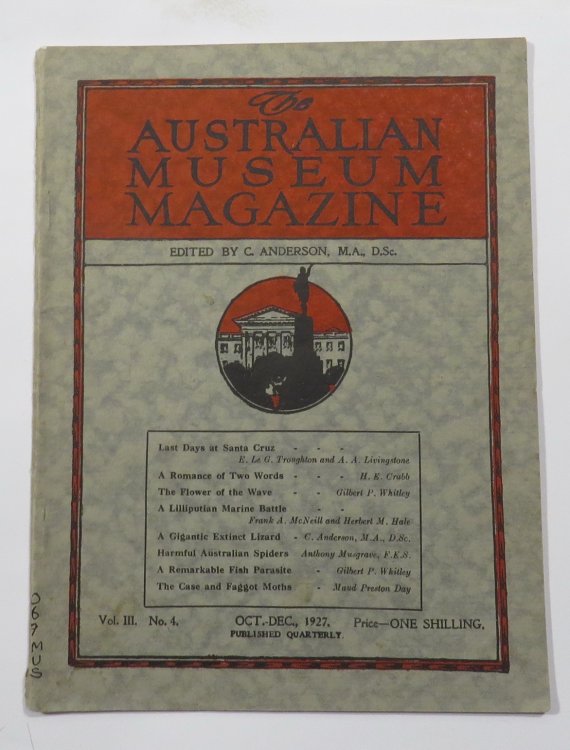 The
AUSTRALIAN
MUSEUM
MAGAZINE
EDITED BY C. ANDERSON, M.A., D.Sc.
Last Days at Santa Cruz - - -
E. Le G. Troughton and A. A. Livingstone
A Romance of Two Words - - - H. E. Crabb
The Flower of the Wave - - Gilbert P. Whitley
A Lilliputian Marine Battle - -
Frank A. McNeill and Herbert M. Hale
A Gigantic Extinct Lizard - C. Anderson, M.A., D.Sc.
Harmful Australian Spiders Anthony Musgrave, F.E.S.
A Remarkable Fish Parasite - Gilbert P. Whitley
The Case and Faggot Moths - Maud Preston Day
Vol. III. No. 4. OCT.-DEC., 1927. Price—ONE SHILLING.
PUBLISHED QUARTERLY.
067 MUS